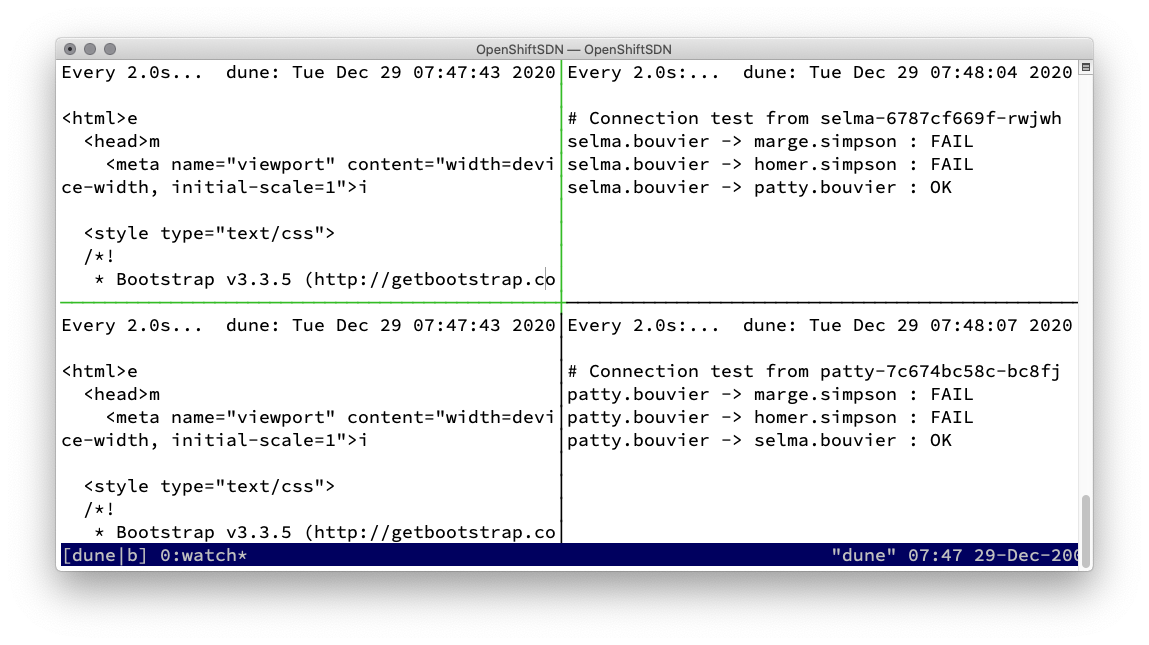 OpenShiftSDN — OpenShiftSDN
Every 2.0s...  dune: Tue Dec 29 07:47:43 2020
<html>e
  <head>m
    <meta name="viewport" content="width=devi
ce-width, initial-scale=1">i
  <style type="text/css">
  /*!
   * Bootstrap v3.3.5 (http://getbootstrap.co
Every 2.0s:...  dune: Tue Dec 29 07:48:04 2020
# Connection test from selma-6787cf669f-rwjwh
selma.bouvier -> marge.simpson : FAIL
selma.bouvier -> homer.simpson : FAIL
selma.bouvier -> patty.bouvier : OK
Every 2.0s...  dune: Tue Dec 29 07:47:43 2020
<html>e
  <head>m
    <meta name="viewport" content="width=devi
ce-width, initial-scale=1">i
  <style type="text/css">
  /*!
   * Bootstrap v3.3.5 (http://getbootstrap.co
Every 2.0s:...  dune: Tue Dec 29 07:48:07 2020
# Connection test from patty-7c674bc58c-bc8fj
patty.bouvier -> marge.simpson : FAIL
patty.bouvier -> homer.simpson : FAIL
patty.bouvier -> selma.bouvier : OK
[dune|b] 0:watch*  "dune" 07:47 29-Dec-200